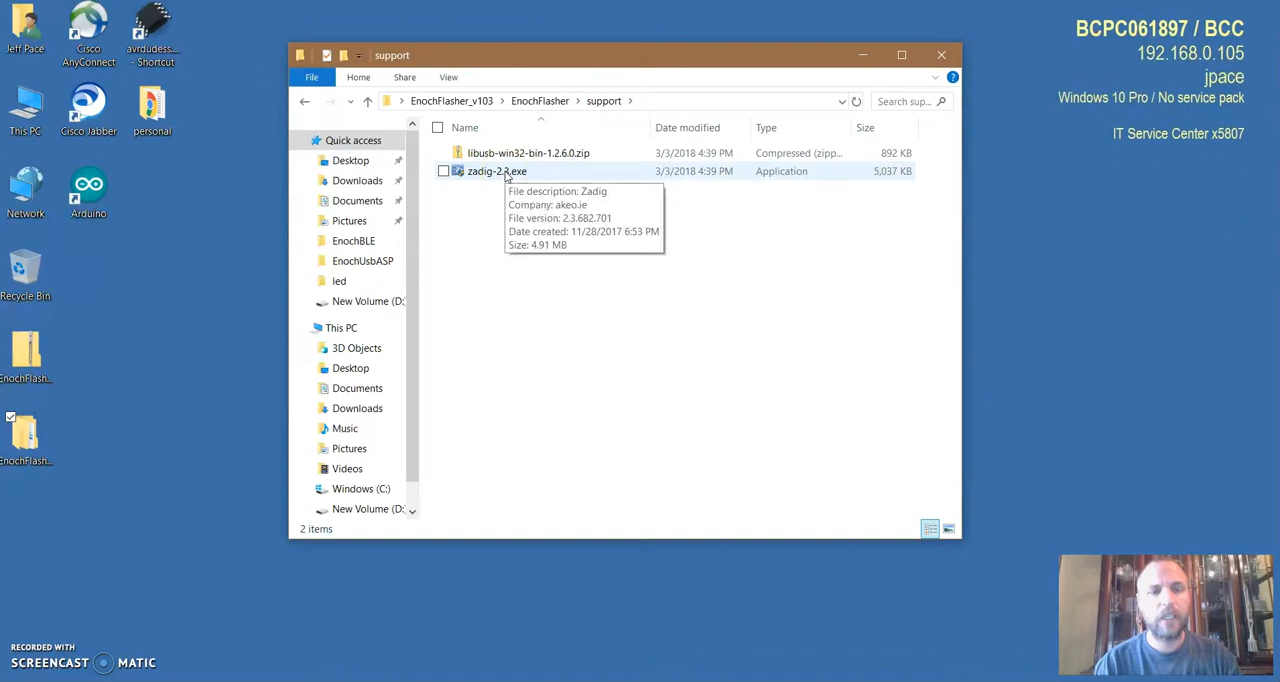 Jeff Pace
Cisco
AnyConnect
avrdudess...
- Shortcut
This PC
Cisco Jabber
personal
Network
Arduino
Recycle Bin
EnochFlash...
EnochFlash...
support
File
Home
Share
View
EnochFlasher_v103
EnochFlasher
support
Search sup...
Name
Date modified
Type
Size
libusb-win32-bin-1.2.6.0.zip
3/3/2018 4:39 PM
Compressed (zipp...
892 KB
zadig-2.3.exe
3/3/2018 4:39 PM
Application
5,037 KB
File description: Zadig
Company: akeo.ie
File version: 2.3.682.701
Date created: 11/28/2017 6:53 PM
Size: 4.91 MB
Quick access
Desktop
Downloads
Documents
Pictures
EnochBLE
EnochUsbASP
led
New Volume (D:
This PC
3D Objects
Desktop
Documents
Downloads
Music
Pictures
Videos
Windows (C:)
New Volume (D:
2 items
BCPC061897 / BCC
192.168.0.105
jpace
Windows 10 Pro / No service pack
IT Service Center x5807
RECORDED WITH
SCREENCAST MATIC